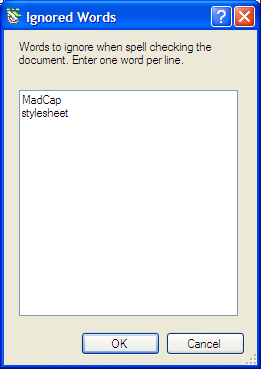 Ignored Words
Words to ignore when spell checking the
document. Enter one word per line.
MadCap
stylesheet
OK
Cancel